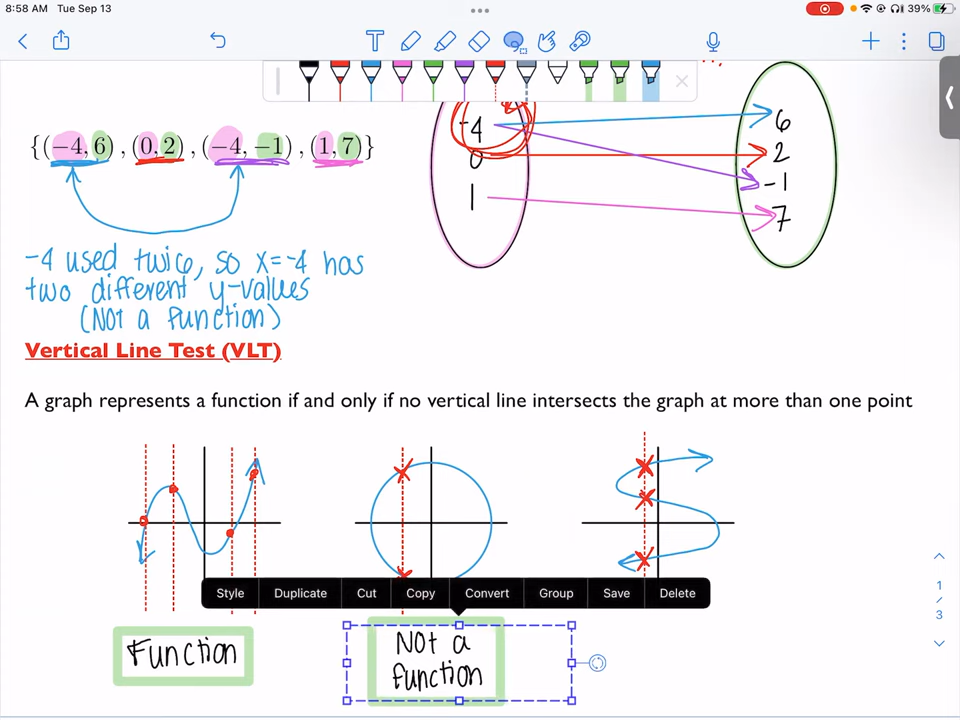 8:58 AM Tue Sep 13
39%
{(−4, 6) , (0, 2) , (−4, −1) , (1, 7)}
-4
0
1
6
2
-1
7
-4 used twice, so x=-4 has
two different y-values
(Not a function)
Vertical Line Test (VLT)
A graph represents a function if and only if no vertical line intersects the graph at more than one point
Style Duplicate Cut Copy Convert Group Save Delete
1
/
3
Function
Not a
function